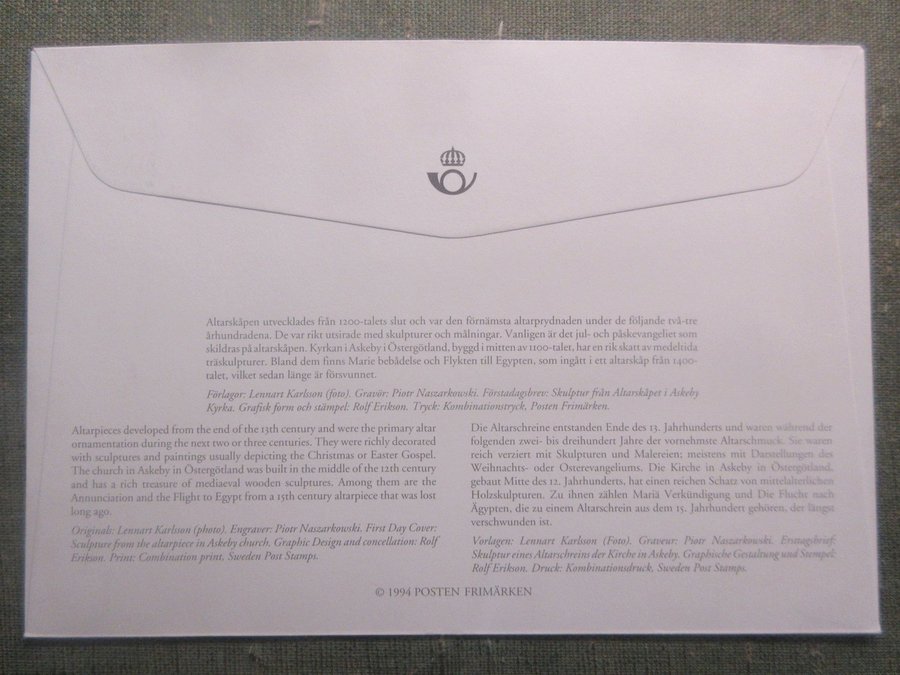 Altarskåpen utvecklades från 1200-talets slut och var den förnämsta altarprydnaden under de följande två-tre
århundradena. De var rikt utsirade med skulpturer och målningar. Vanligen är det jul- och påskevangeliet som
skildras på altarskåpen. Kyrkan i Askeby i Östergötland, byggd i mitten av 1100-talet, har en rik skatt av medeltida
träskulpturer. Bland dem finns Marie bebådelse och Flykten till Egypten, som ingått i ett altarskåp från 1400-
talet, vilket sedan länge är försvunnet.
Förlagor: Lennart Karlsson (foto). Gravör: Piotr Naszarkowski. Förstadagsbrev: Skulptur från Altarskåpet i Askeby
Kyrka. Grafisk form och stämpel: Rolf Erikson. Tryck: Kombinationstryck, Posten Frimärken.
Altarpieces developed from the end of the 13th century and were the primary altar
ornamentation during the next two or three centuries. They were richly decorated
with sculptures and paintings usually depicting the Christmas or Easter Gospel.
The church in Askeby in Östergötland was built in the middle of the 12th century
and has a rich treasure of mediaeval wooden sculptures. Among them are the
Annunciation and the Flight to Egypt from a 15th century altarpiece that was lost
long ago.
Originals: Lennart Karlsson (photo). Engraver: Piotr Naszarkowski. First Day Cover:
Sculpture from the altarpiece in Askeby church. Graphic Design and concellation: Rolf
Erikson. Print: Combination print, Sweden Post Stamps.
Die Altarschreine entstanden Ende des 13. Jahrhunderts und waren während der
folgenden zwei- bis dreihundert Jahre der vornehmste Altarschmuck. Sie waren
reich verziert mit Skulpturen und Malereien; meistens mit Darstellungen des
Weihnachts- oder Osterevangeliums. Die Kirche in Askeby in Östergötland,
gebaut Mitte des 12. Jahrhunderts, hat einen reichen Schatz von mittelalterlichen
Holzskulpturen. Zu ihnen zählen Mariä Verkündigung und Die Flucht nach
Ägypten, die zu einem Altarschrein aus dem 15. Jahrhundert gehören, der längst
verschwunden ist.
Vorlagen: Lennart Karlsson (Foto). Graveur: Piotr Naszarkowski. Erstagsbrief:
Skulptur eines Altarschreins der Kirche in Askeby. Graphische Gestaltung und Stempel:
Rolf Erikson. Druck: Kombinationsdruck, Sweden Post Stamps.
© 1994 POSTEN FRIMÄRKEN